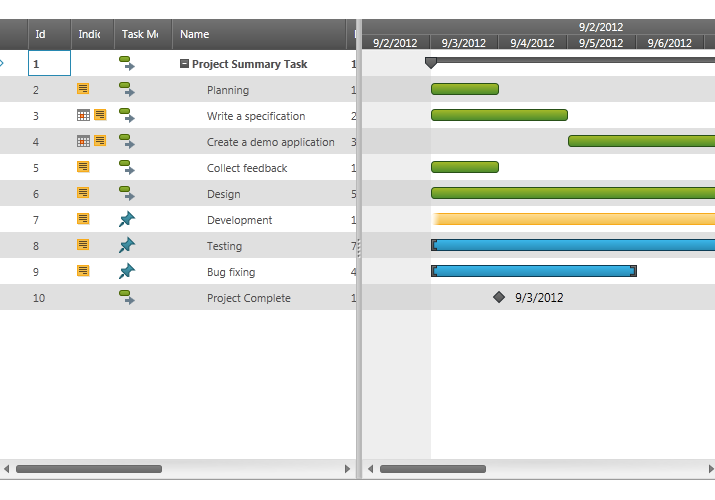 9/2/2012
Id Indic Task Mo Name
9/2/2012 9/3/2012 9/4/2012 9/5/2012 9/6/2012
1 Project Summary Task 1
2 Planning 1
3 Write a specification 2
4 Create a demo application 3
5 Collect feedback 1
6 Design 5
7 Development 1
8 Testing 7
9 Bug fixing 4
10 Project Complete 1
9/3/2012